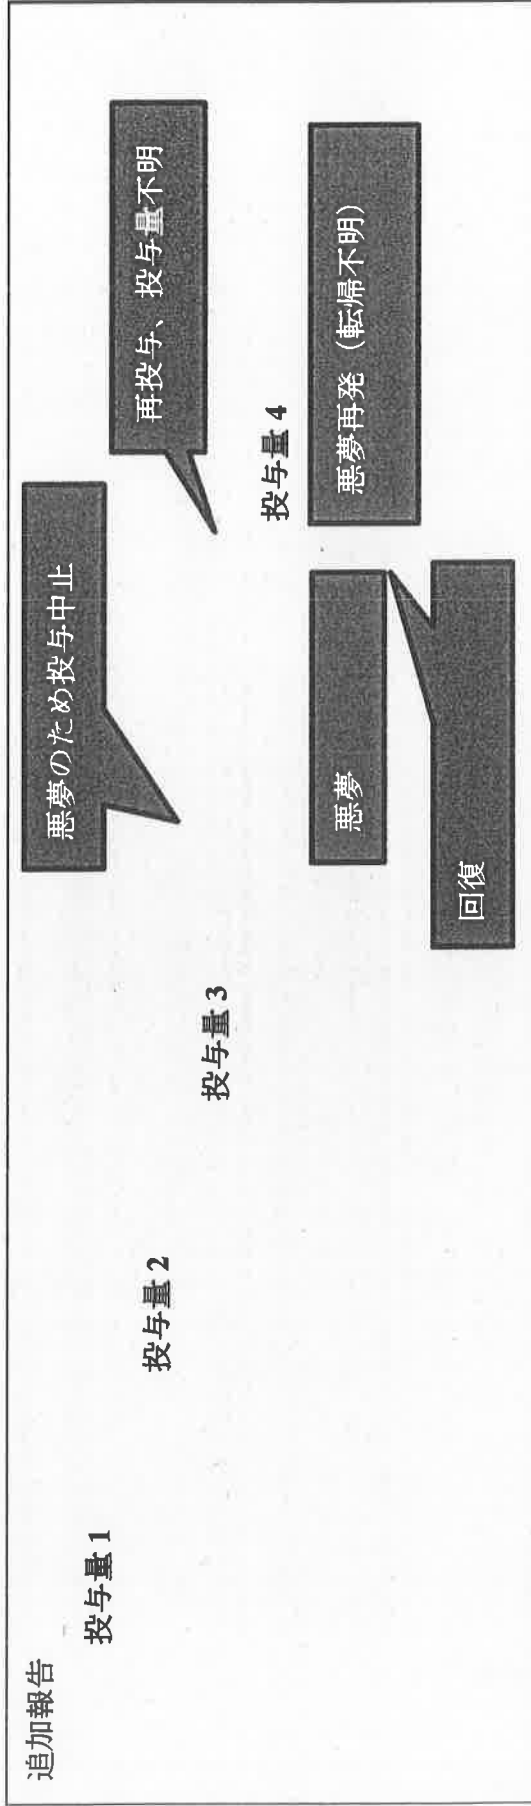 追加報告
投与量 1
投与量 2
投与量 3
悪夢のため投与中止
再投与、投与量不明
投与量 4
悪夢
悪夢再発（転帰不明）
回復